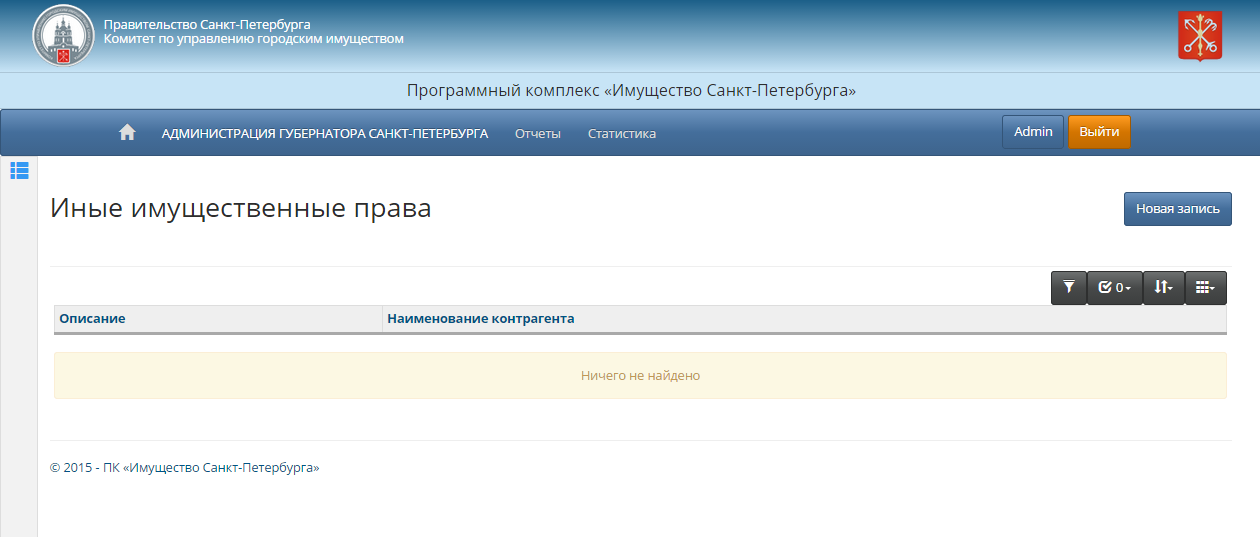 Правительство Санкт-Петербурга
Комитет по управлению городским имуществом
Программный комплекс «Имущество Санкт-Петербурга»
АДМИНИСТРАЦИЯ ГУБЕРНАТОРА САНКТ-ПЕТЕРБУРГА Отчеты Статистика Admin Выйти
Иные имущественные права Новая запись
0
Описание Наименование контрагента
Ничего не найдено
© 2015 - ПК «Имущество Санкт-Петербурга»